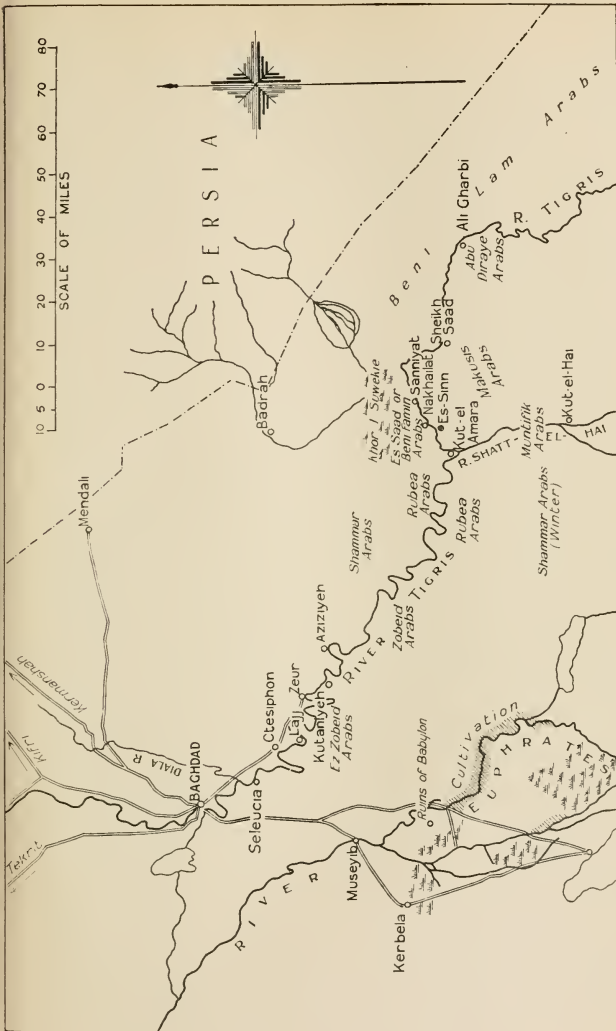 SCALE OF MILES
10 5 0 10 20 30 40 50 60 70 80
PERSIA
Tekrit
Kifri
Kermanshah
Mendali
DIALA R
BAGHDAD
Badrah
Ctesiphon
Seleucia
Lajj
Zeur
Kutaniyeh
Aziziyeh
Ez Zobeid
Arabs
Shammur
Arabs
Khor I Suwekie
Es Saad or
Beni Famin
Arabs
Beni Lam Arabs
RIVER TIGRIS
Zobeid
Arabs
Rubea
Arabs
Rubea
Arabs
Sanniyat
Nakhailat
Es-Sinn
Kut-el
Amara
Sheikh
Saad
Makusis
Arabs
Ali Gharbi
Abu
Diraye
Arabs
R. TIGRIS
R. SHATT-EL-HAI
Muntifik
Arabs
Kut-el-Hai
Shammar Arabs
(Winter)
RIVER EUPHRATES
Museyib
Kerbela
Ruins of Babylon
Cultivation